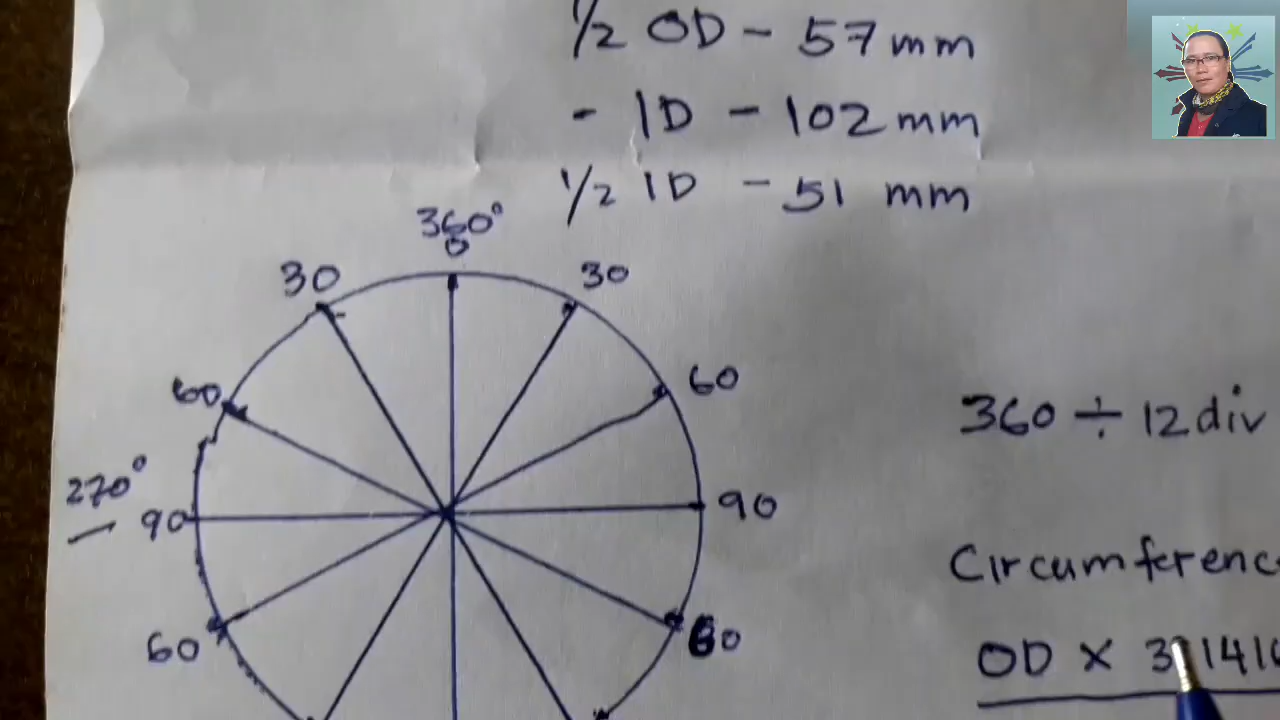 1/2 OD - 57 mm
- ID - 102 mm
1/2 ID - 51 mm
360°
0
30
30
60
60
360 ÷ 12 div
270°
90
90
Circumferenc
60
60
OD x 3.1416